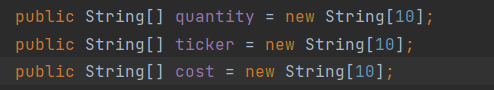 public String[] quantity = new String[10];
public String[] ticker = new String[10];
public String[] cost = new String[10];